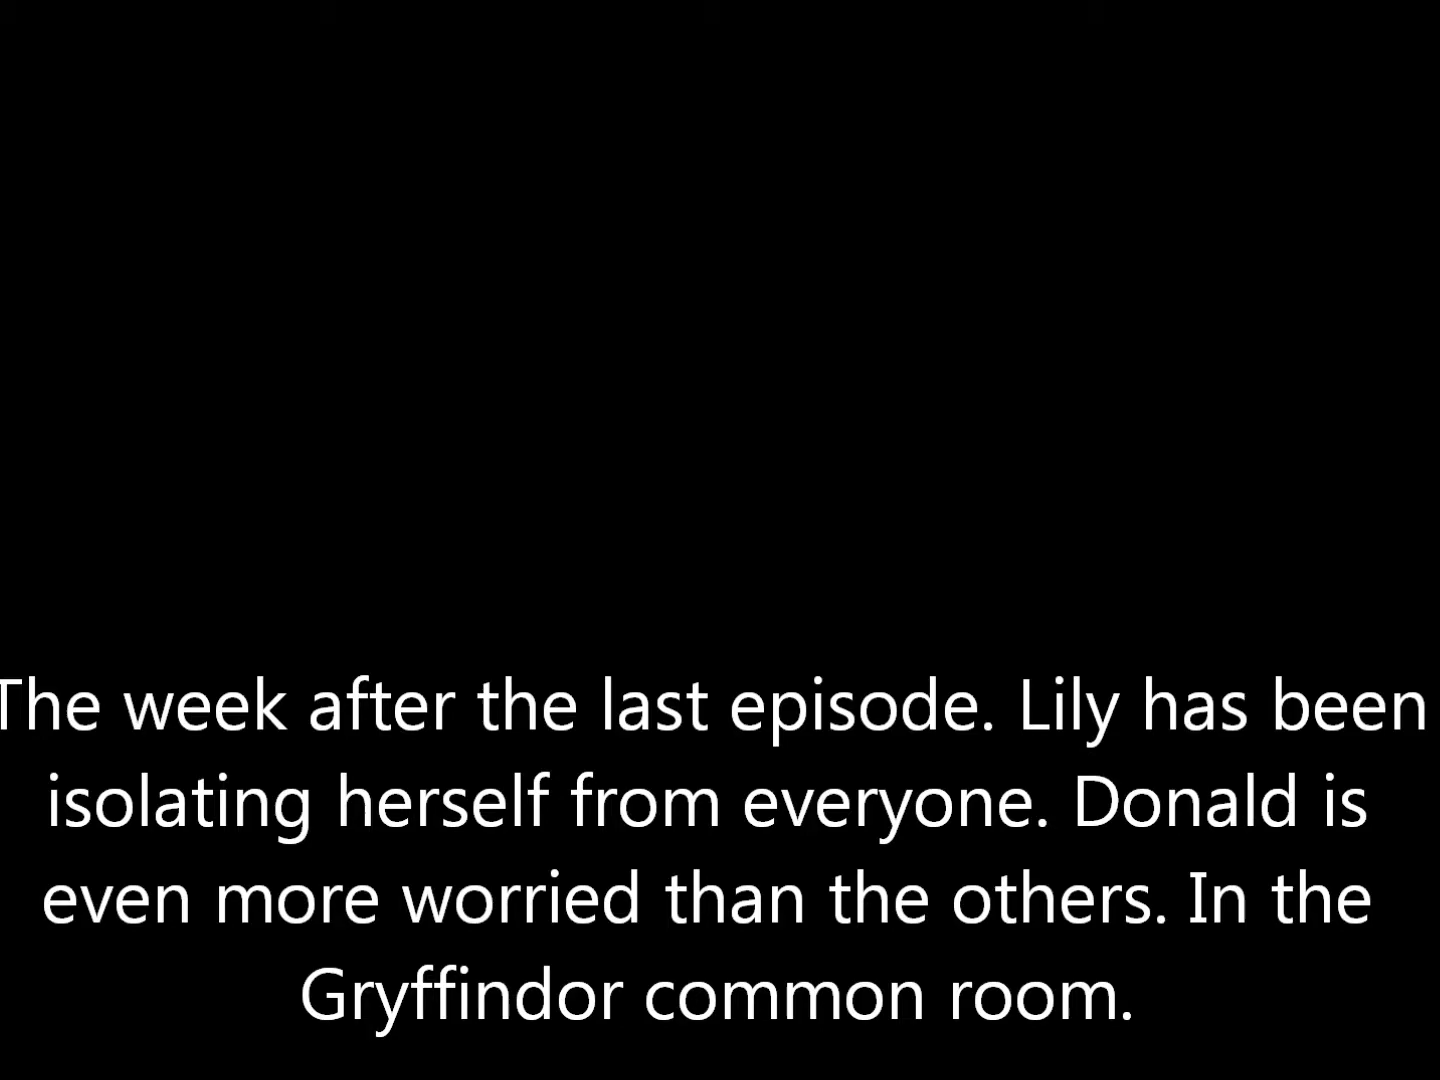 The week after the last episode. Lily has been
isolating herself from everyone. Donald is
even more worried than the others. In the
Gryffindor common room.